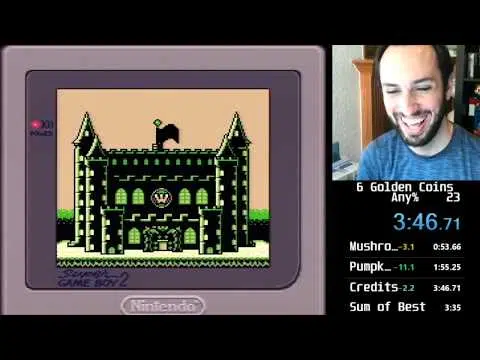 POWER
W
SUPER
GAME BOY 2
Nintendo
6 Golden Coins
Any% 23
3:46.71
Mushro… -3.1 0:53.66
Pumpk… -11.1 1:55.25
Credits -2.2 3:46.71
Sum of Best 3:35